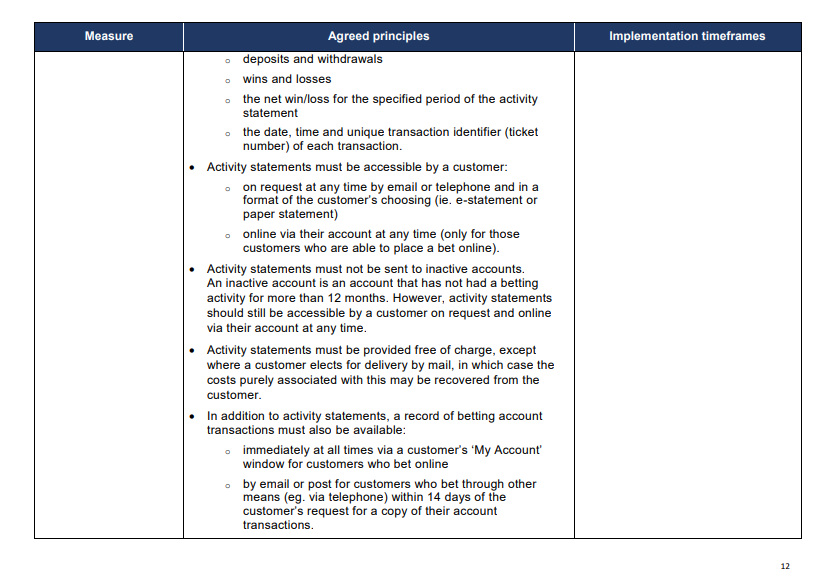 Measure
Agreed principles
Implementation timeframes
○ deposits and withdrawals
○ wins and losses
○ the net win/loss for the specified period of the activity
statement
○ the date, time and unique transaction identifier (ticket
number) of each transaction.
• Activity statements must be accessible by a customer:
○ on request at any time by email or telephone and in a
format of the customer’s choosing (ie. e-statement or
paper statement)
○ online via their account at any time (only for those
customers who are able to place a bet online).
• Activity statements must not be sent to inactive accounts.
An inactive account is an account that has not had a betting
activity for more than 12 months. However, activity statements
should still be accessible by a customer on request and online
via their account at any time.
• Activity statements must be provided free of charge, except
where a customer elects for delivery by mail, in which case the
costs purely associated with this may be recovered from the
customer.
• In addition to activity statements, a record of betting account
transactions must also be available:
○ immediately at all times via a customer’s ‘My Account’
window for customers who bet online
○ by email or post for customers who bet through other
means (eg. via telephone) within 14 days of the
customer’s request for a copy of their account
transactions.
12